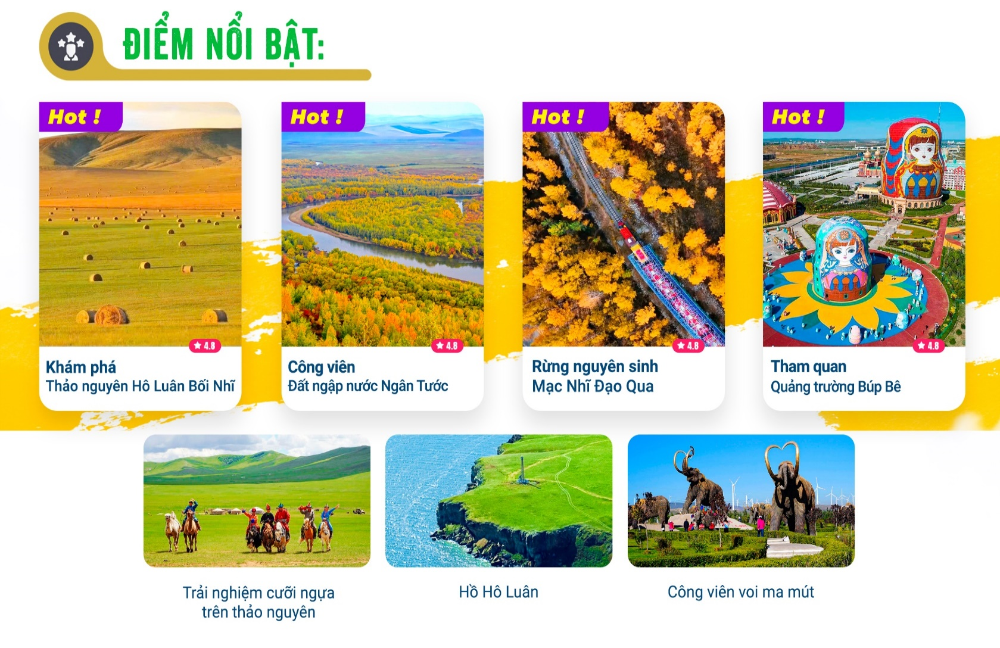 ĐIỂM NỔI BẬT:
Hot !
Hot !
Hot !
Hot !
4.8
4.8
4.8
4.8
Khám phá
Thảo nguyên Hô Luân Bối Nhĩ
Công viên
Đất ngập nước Ngân Tước
Rừng nguyên sinh
Mạc Nhĩ Đạo Qua
Tham quan
Quảng trường Búp Bê
Trải nghiệm cưỡi ngựa
trên thảo nguyên
Hồ Hô Luân
Công viên voi ma mút